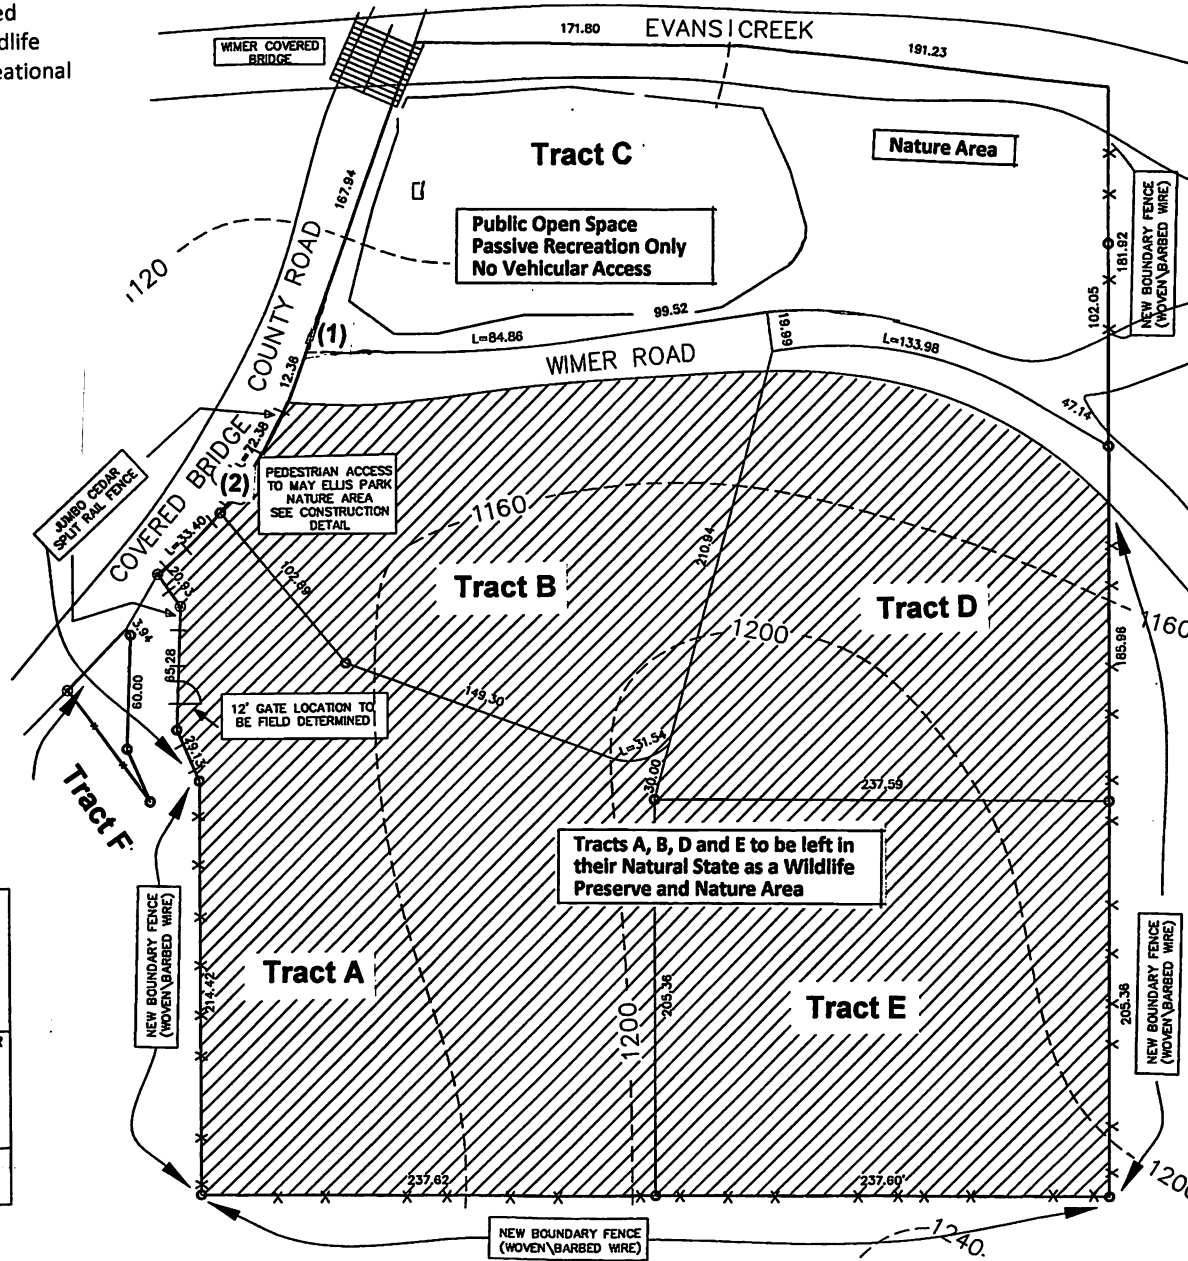 ed
dlife
eational
WIMER COVERED
BRIDGE
171.80
EVANS CREEK
191.23
Tract C
Nature Area
167.94
Public Open Space
Passive Recreation Only
No Vehicular Access
NEW BOUNDARY FENCE
(WOVEN\BARBED WIRE)
181.92
102.05
1120
COVERED BRIDGE COUNTY ROAD
(1)
L=84.86
99.52
19.99
L=133.98
WIMER ROAD
12.36
47.14
L=72.38
(2)
PEDESTRIAN ACCESS
TO MAY ELLIS PARK
NATURE AREA
SEE CONSTRUCTION
DETAIL
JUMBO CEDAR
SPLIT RAIL FENCE
L=33.40
1160
210.94
102.89
20.93
Tract B
Tract D
1160
1200
3.94
65.28
60.00
185.96
12' GATE LOCATION TO
BE FIELD DETERMINED
149.30
L=31.54
29.13
30.00
237.59
Tract F
Tracts A, B, D and E to be left in
their Natural State as a Wildlife
Preserve and Nature Area
NEW BOUNDARY FENCE
(WOVEN\BARBED WIRE)
214.42
Tract A
1200
205.36
Tract E
205.36
NEW BOUNDARY FENCE
(WOVEN\BARBED WIRE)
237.62
237.60'
1200
NEW BOUNDARY FENCE
(WOVEN\BARBED WIRE)
1240